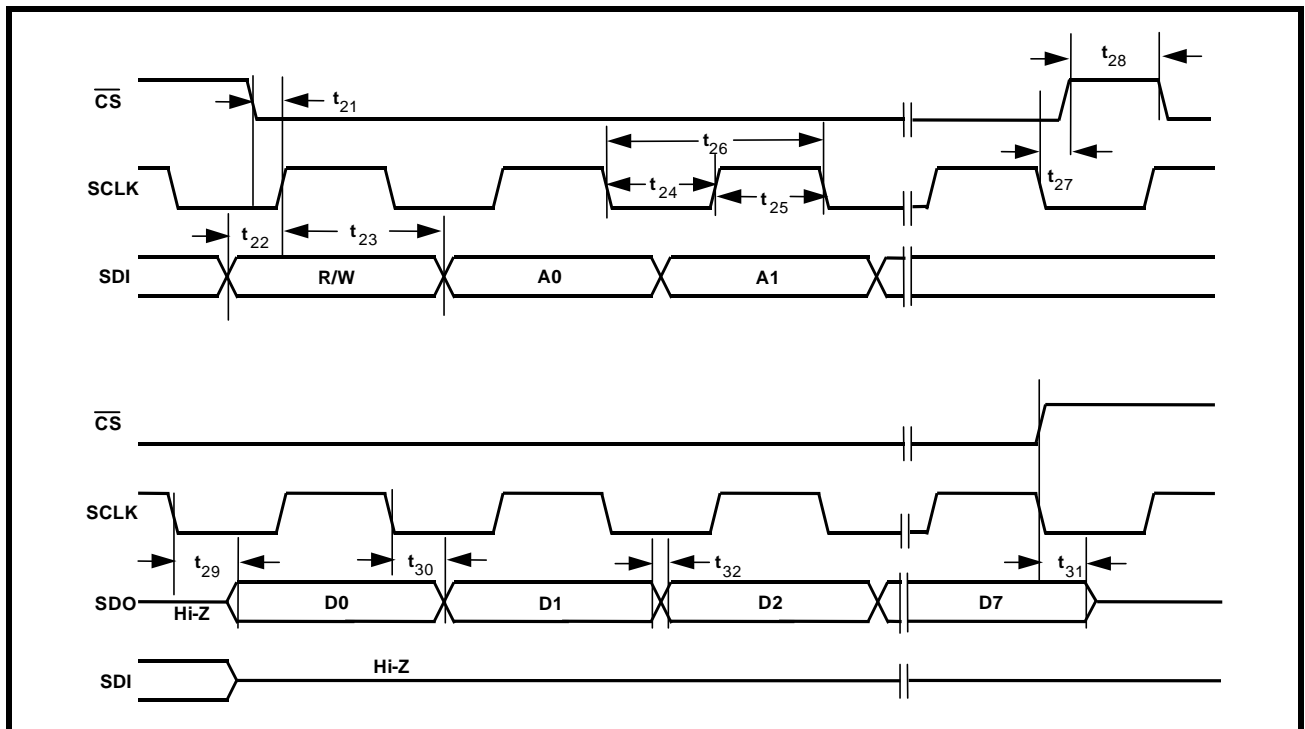 t28
CS
t21
t26
SCLK
t24
t25
t27
t22
t23
SDI
R/W
A0
A1
CS
SCLK
t29
t30
t32
t31
SDO
Hi-Z
D0
D1
D2
D7
SDI
Hi-Z